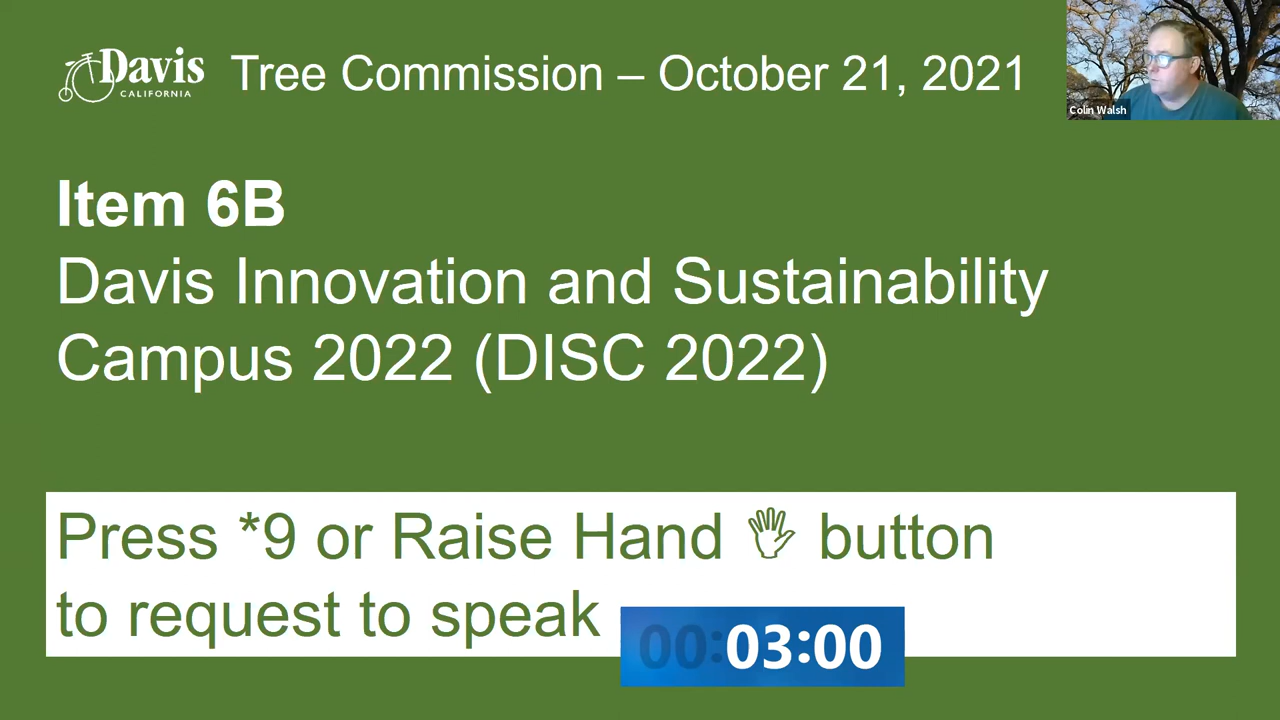 Davis
CALIFORNIA
Tree Commission – October 21, 2021
Colin Walsh
Item 6B
Davis Innovation and Sustainability
Campus 2022 (DISC 2022)
Press *9 or Raise Hand button
to request to speak
00:03:00